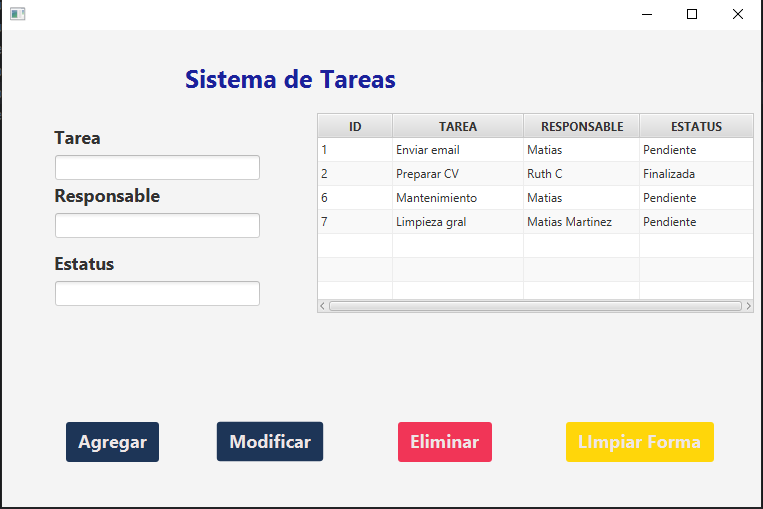 Sistema de Tareas
Tarea
Responsable
Estatus
ID TAREA RESPONSABLE ESTATUS
1 Enviar email Matias Pendiente
2 Preparar CV Ruth C Finalizada
6 Mantenimiento Matias Pendiente
7 Limpieza gral Matias Martinez Pendiente
Agregar Modificar Eliminar LImpiar Forma